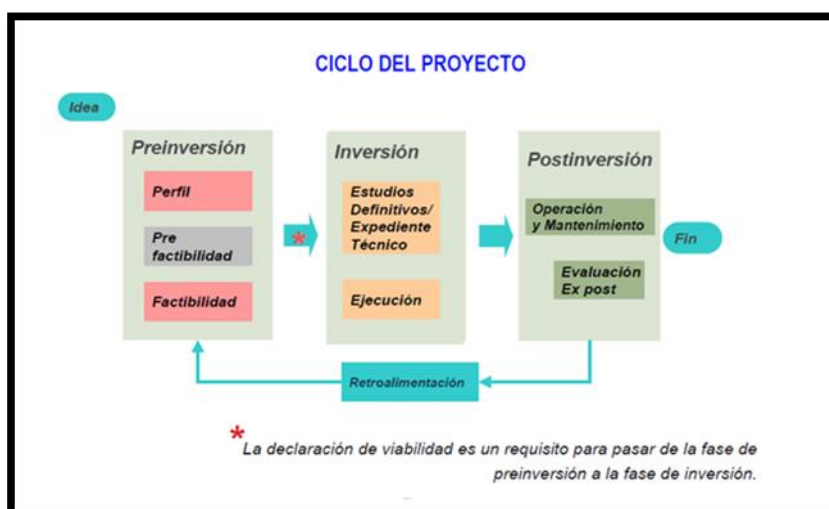 CICLO DEL PROYECTO
Idea
Preinversión
Perfil
Pre
factibilidad
Factibilidad
*
Inversión
Estudios
Definitivos/
Expediente
Técnico
Ejecución
Postinversión
Operación
y Mantenimiento
Evaluación
Ex post
Fin
Retroalimentación
*La declaración de viabilidad es un requisito para pasar de la fase de
preinversión a la fase de inversión.